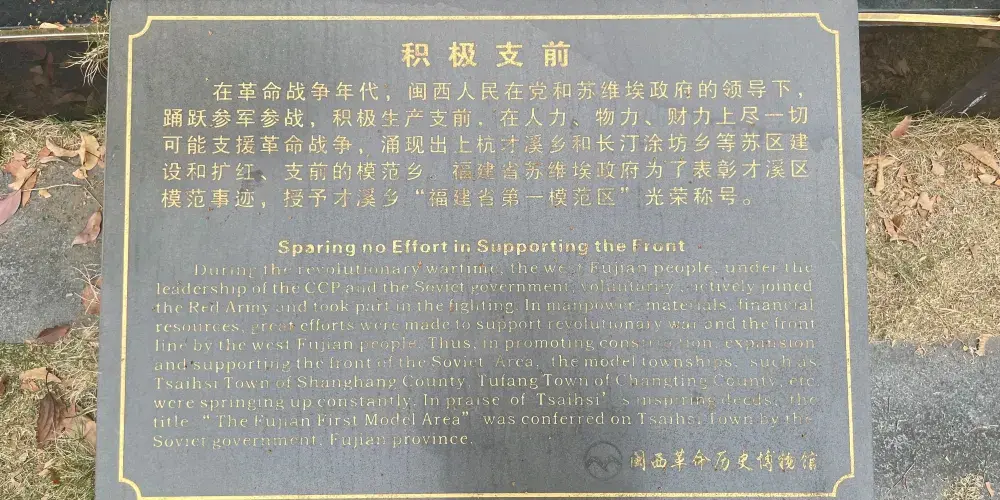 积极支前
在革命战争年代，闽西人民在党和苏维埃政府的领导下，
踊跃参军参战，积极生产支前，在人力、物力、财力上尽一切
可能支援革命战争，涌现出上杭才溪乡和长汀涂坊乡等苏区建
设和扩红、支前的模范乡。福建省苏维埃政府为了表彰才溪区
模范事迹，授予才溪乡“福建省第一模范区”光荣称号。
Sparing no Effort in Supporting the Front
During the revolutionary wartime, the west Fujian people, under the
leadership of the CCP and the Soviet government, voluntarily actively joined
the Red Army and took part in the fighting. In manpower, materials, financial
resources, great efforts were made to support revolutionary war and the front
line by the west Fujian people. Thus, in promoting construction, expansion
and supporting the front of the Soviet Area, the model townships, such as
Tsaihsi Town of Shanghang County, Tufang Town of Changting County, etc
were springing up constantly. In praise of Tsaihsi's inspiring deeds, the
title “The Fujian First Model Area” was conferred on Tsaihsi Town by the
Soviet government, Fujian province.
闽西革命历史博物馆